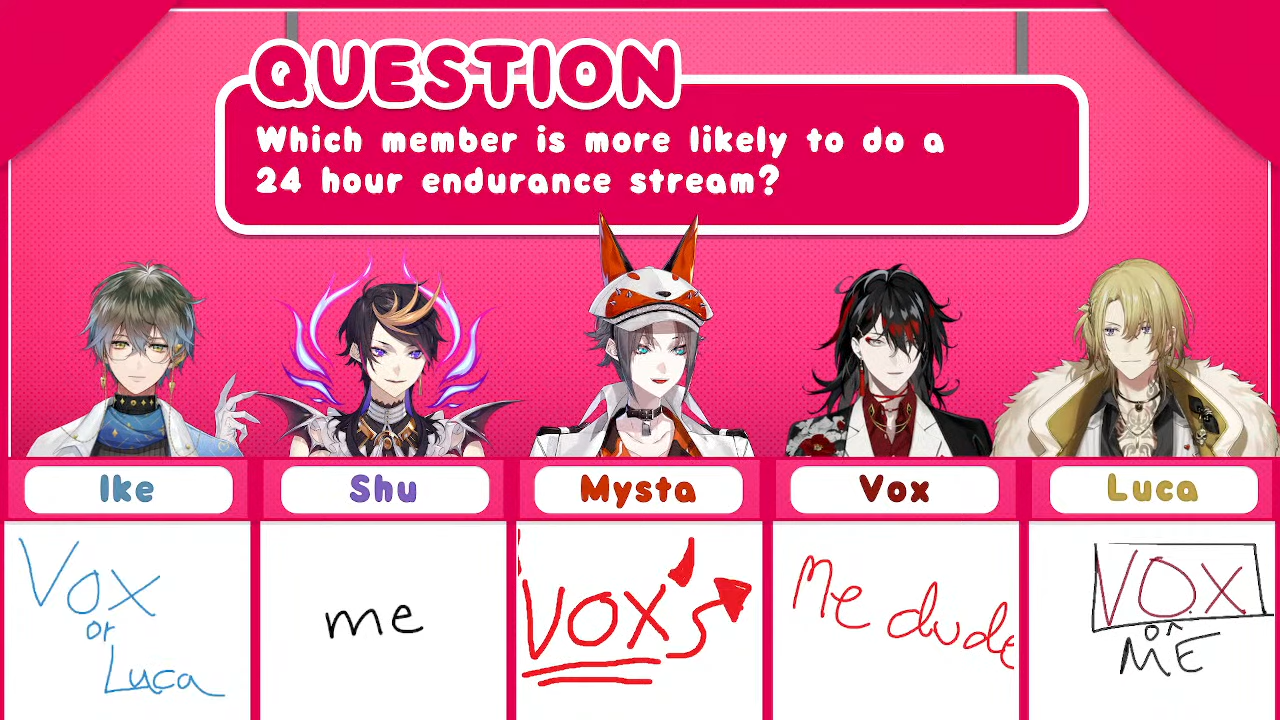 QUESTION
Which member is more likely to do a
24 hour endurance stream?
Ike
Shu
Mysta
Vox
Luca
Vox
or
Luca
me
VOX's
Me dude
VOX
or
ME